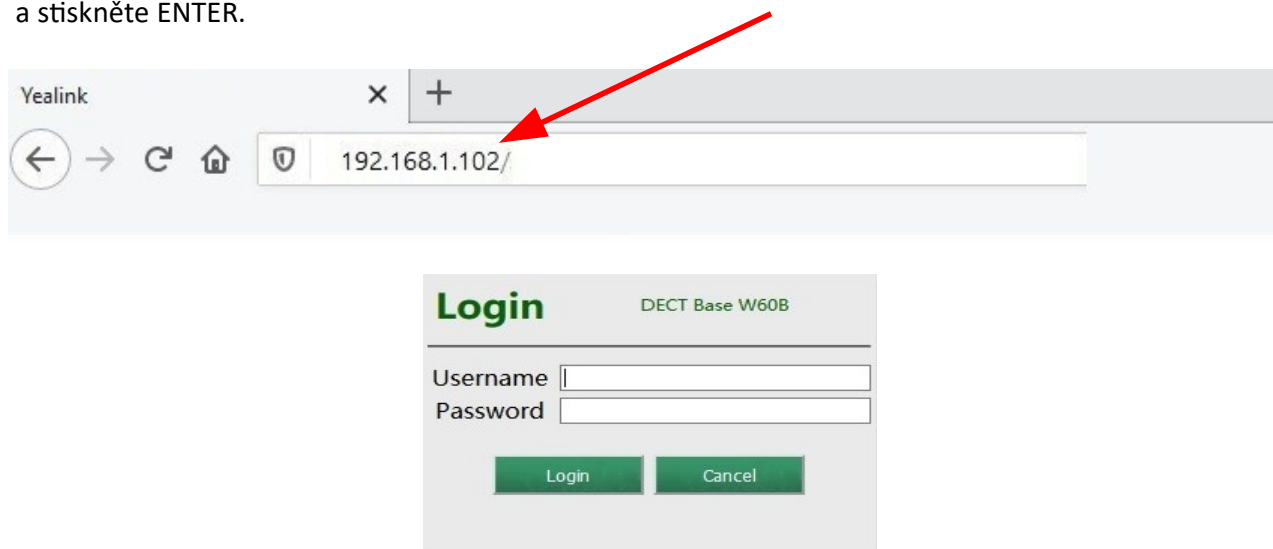 a stiskněte ENTER.
Yealink
192.168.1.102/
Login DECT Base W60B
Username
Password
Login Cancel